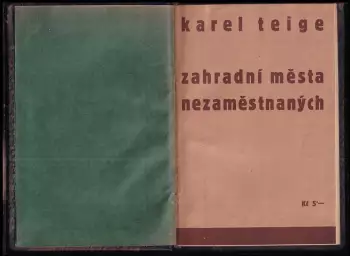 karel teige
zahradní města
nezaměstnaných
Kč 5'—